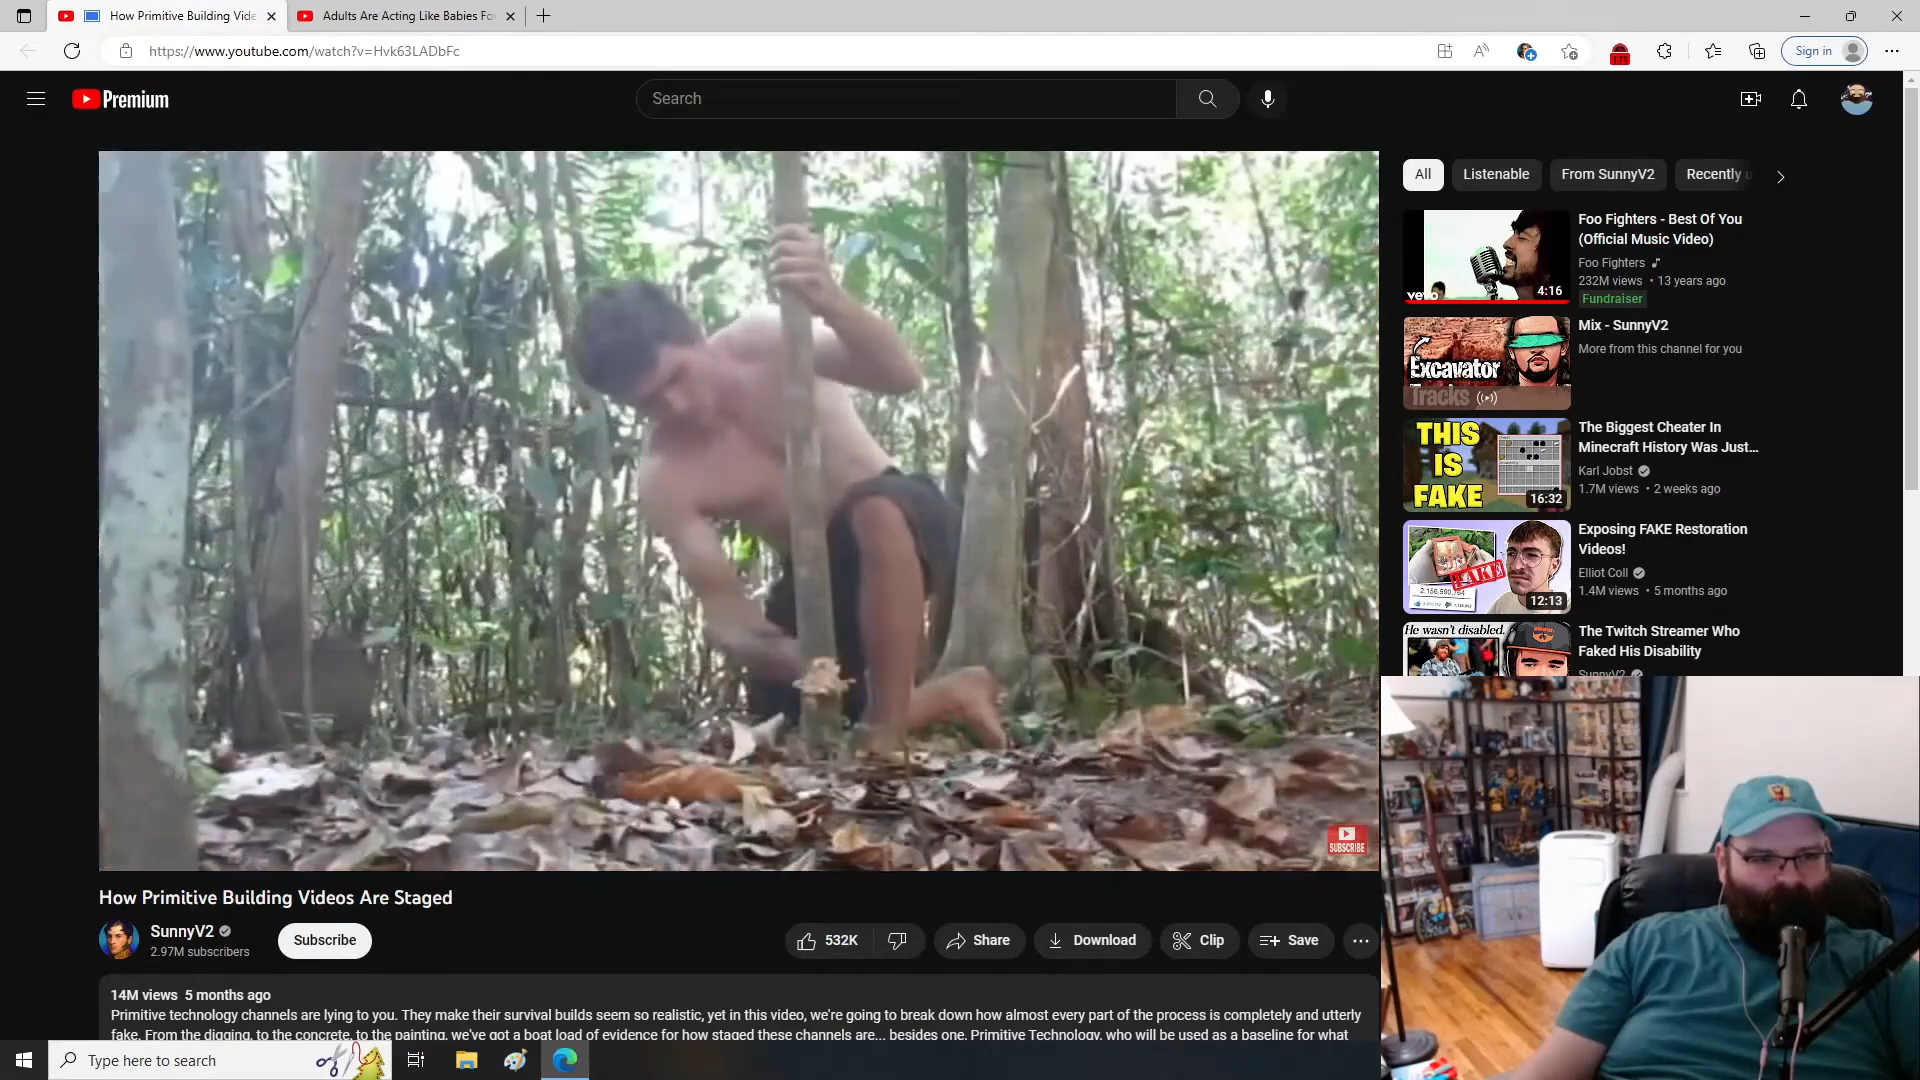 How Primitive Building Vide
Adults Are Acting Like Babies Fo
https://www.youtube.com/watch?v=Hvk63LADbFc
171
Sign in
Premium
Search
All
Listenable
From SunnyV2
Recently u
Foo Fighters - Best Of You
(Official Music Video)
Foo Fighters
232M views • 13 years ago
Fundraiser
vevo
4:16
Mix - SunnyV2
More from this channel for you
Excavator
Tracks
The Biggest Cheater In
Minecraft History Was Just...
Karl Jobst
1.7M views • 2 weeks ago
THIS
IS
FAKE
16:32
Exposing FAKE Restoration
Videos!
Elliot Coll
1.4M views • 5 months ago
FAKE
2,156,590,764
12:13
The Twitch Streamer Who
Faked His Disability
SunnyV2
He wasn't disabled.
SUBSCRIBE
How Primitive Building Videos Are Staged
SunnyV2
2.97M subscribers
Subscribe
532K
Share
Download
Clip
Save
14M views 5 months ago
Primitive technology channels are lying to you. They make their survival builds seem so realistic, yet in this video, we're going to break down how almost every part of the process is completely and utterly
fake. From the digging, to the concrete, to the painting, we've got a boat load of evidence for how staged these channels are... besides one. Primitive Technology, who will be used as a baseline for what
Type here to search